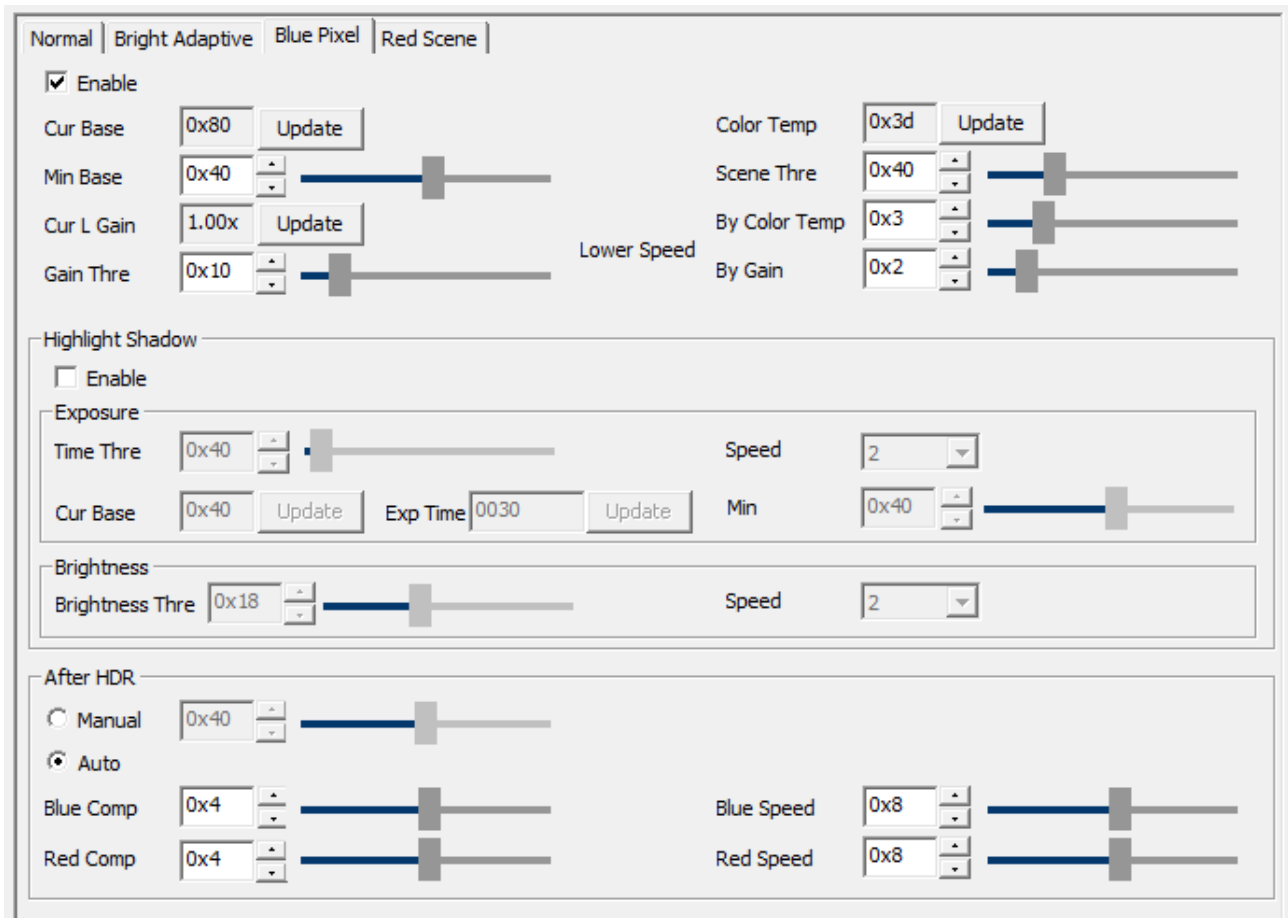 Normal Bright Adaptive Blue Pixel Red Scene
Enable
Cur Base 0x80 Update Color Temp 0x3d Update
Min Base 0x40 Scene Thre 0x40
Cur L Gain 1.00x Update By Color Temp 0x3
Lower Speed
Gain Thre 0x10 By Gain 0x2
Highlight Shadow
Enable
Exposure
Time Thre 0x40 Speed 2
Cur Base 0x40 Update Exp Time 0030 Update Min 0x40
Brightness
Brightness Thre 0x18 Speed 2
After HDR
Manual 0x40
Auto
Blue Comp 0x4 Blue Speed 0x8
Red Comp 0x4 Red Speed 0x8